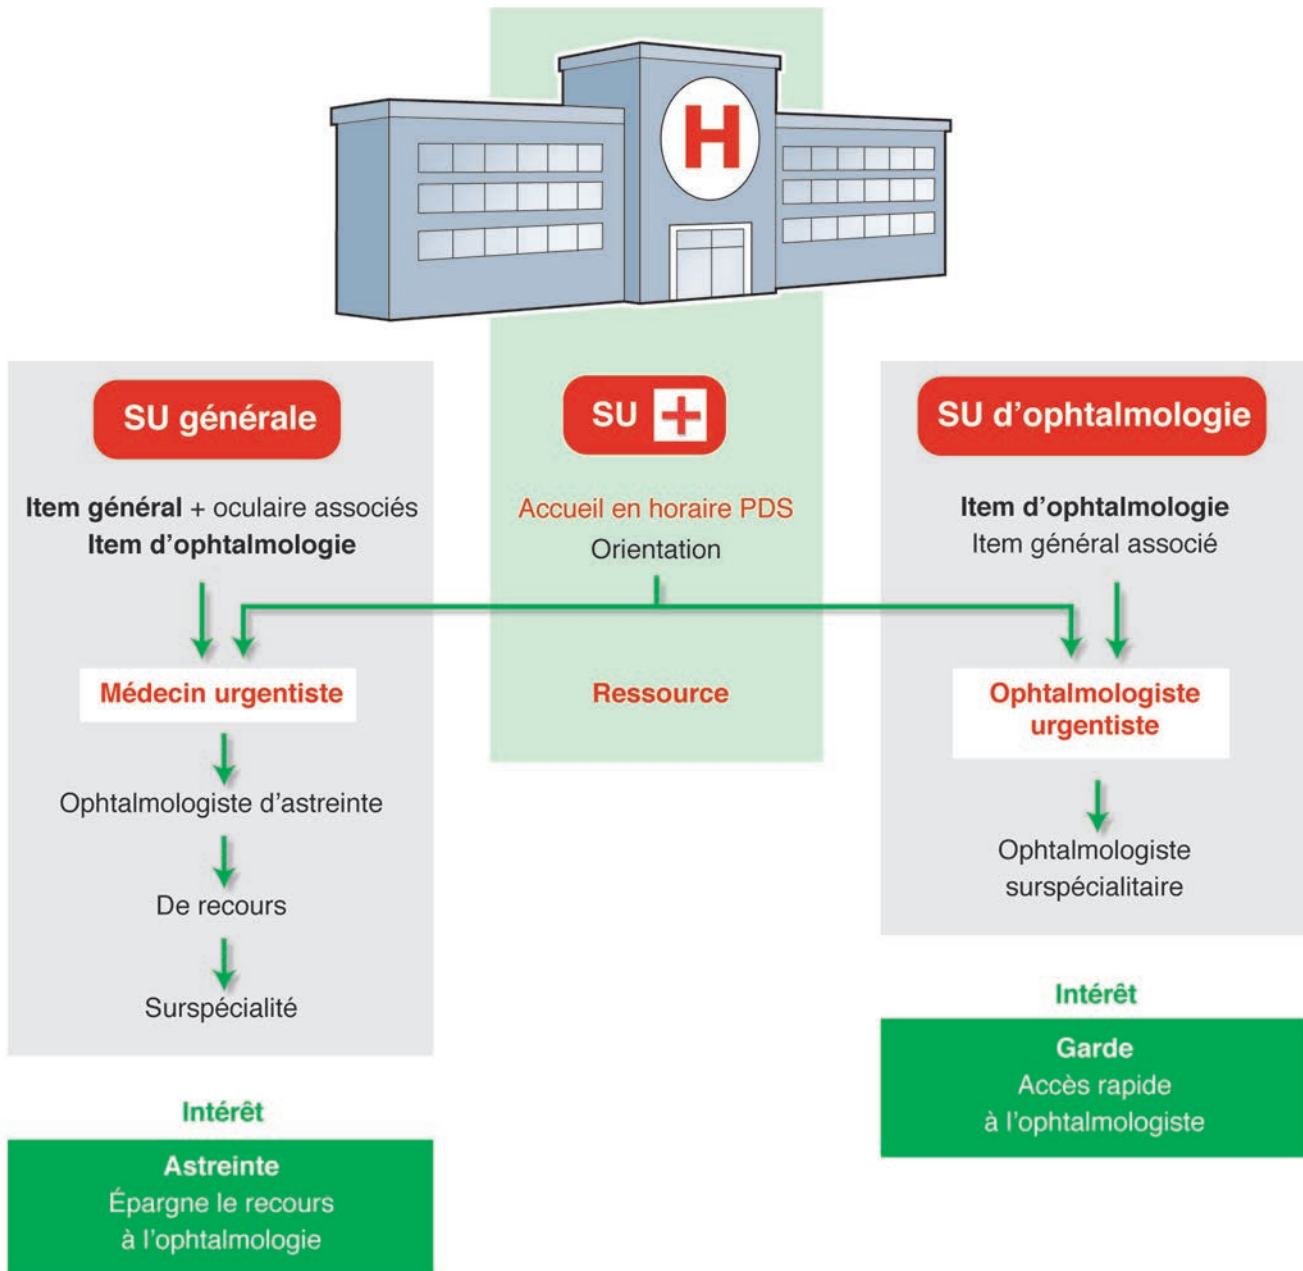 H
SU générale
Item général + oculaire associés
Item d'ophtalmologie
Médecin urgentiste
Ophtalmologiste d'astreinte
De recours
Surspécialité
Intérêt
Astreinte
Épargne le recours
à l'ophtalmologie
SU
Accueil en horaire PDS
Orientation
Ressource
SU d'ophtalmologie
Item d'ophtalmologie
Item général associé
Ophtalmologiste
urgentiste
Ophtalmologiste
surspécialitaire
Intérêt
Garde
Accès rapide
à l'ophtalmologiste